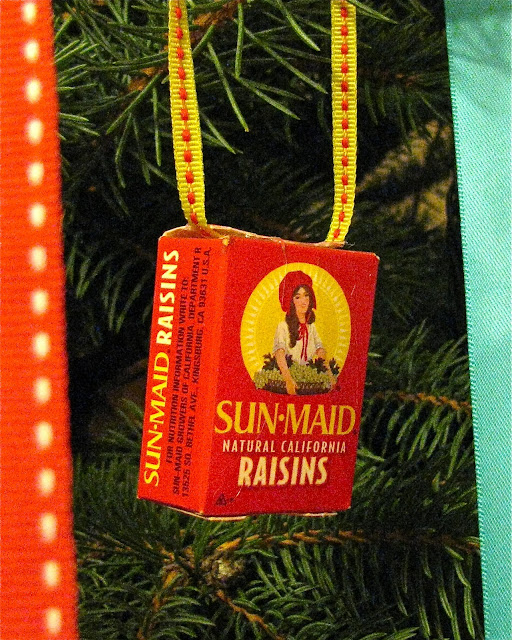 SUN-MAID RAISINS
FOR NUTRITION INFORMATION WRITE TO:
SUN-MAID GROWERS OF CALIFORNIA, DEPARTMENT R
13525 SO. BETHEL AVE., KINGSBURG, CA 93631 U.S.A.
SUN-MAID
NATURAL CALIFORNIA
RAISINS